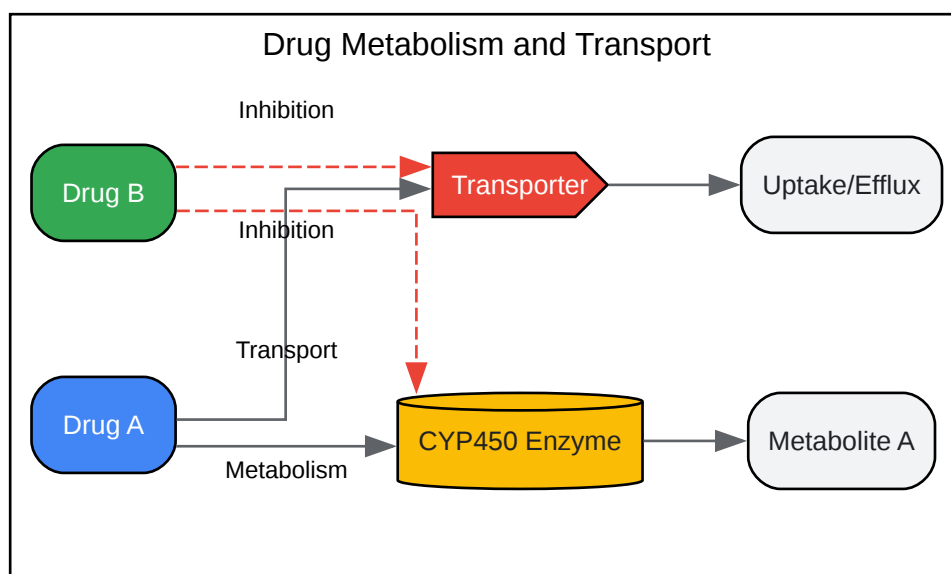 Drug Metabolism and Transport
Inhibition
Drug B
Transporter
Uptake/Efflux
Inhibition
Transport
Drug A
CYP450 Enzyme
Metabolite A
Metabolism